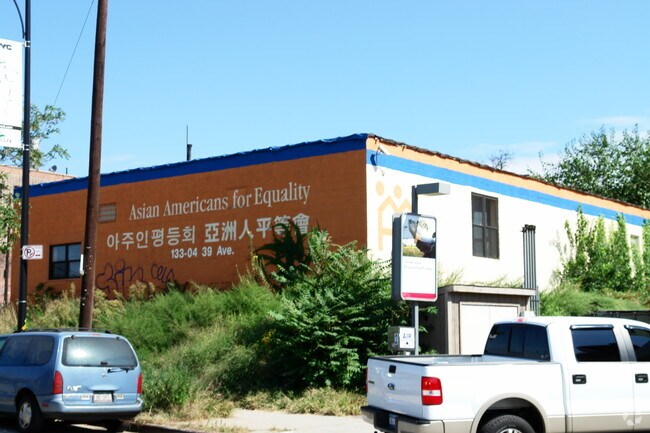 Asian Americans for Equality
아주인평등회 亞洲人平等會
133-04 39 Ave.